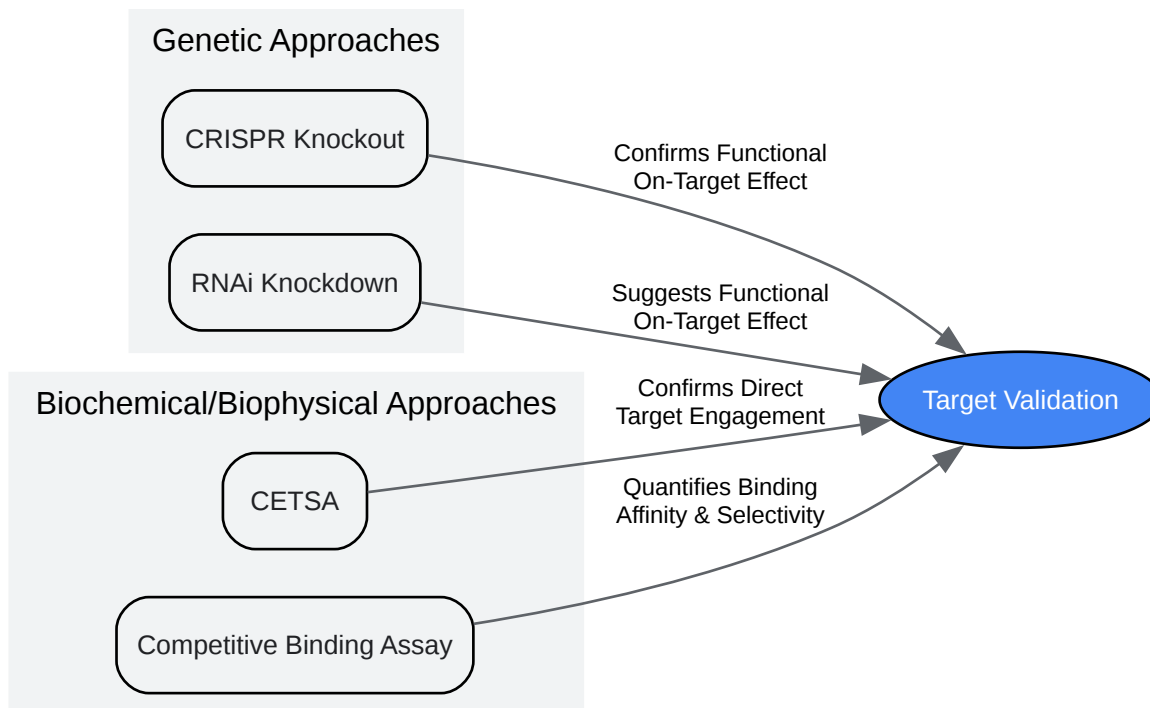 Genetic Approaches
CRISPR Knockout
RNAi Knockdown
Confirms Functional
On-Target Effect
Suggests Functional
On-Target Effect
Biochemical/Biophysical Approaches
CETSA
Competitive Binding Assay
Confirms Direct
Target Engagement
Quantifies Binding
Affinity & Selectivity
Target Validation